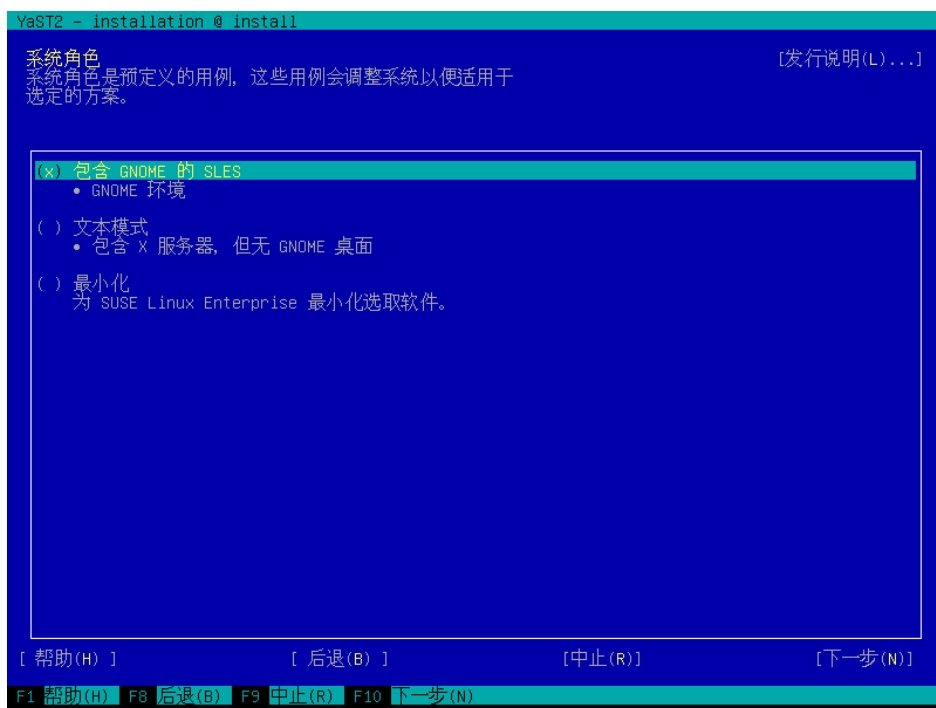 YaST2 - installation @ install
系统角色
[发行说明(L)...]
系统角色是预定义的用例, 这些用例会调整系统以便适用于
选定的方案。
(x) 包含 GNOME 的 SLES
• GNOME 环境
( ) 文本模式
• 包含 X 服务器, 但无 GNOME 桌面
( ) 最小化
为 SUSE Linux Enterprise 最小化选取软件。
[ 帮助(H) ] [ 后退(B) ] [中止(R)] [下一步(N)]
F1 帮助(H) F8 后退(B) F9 中止(R) F10 下一步(N)